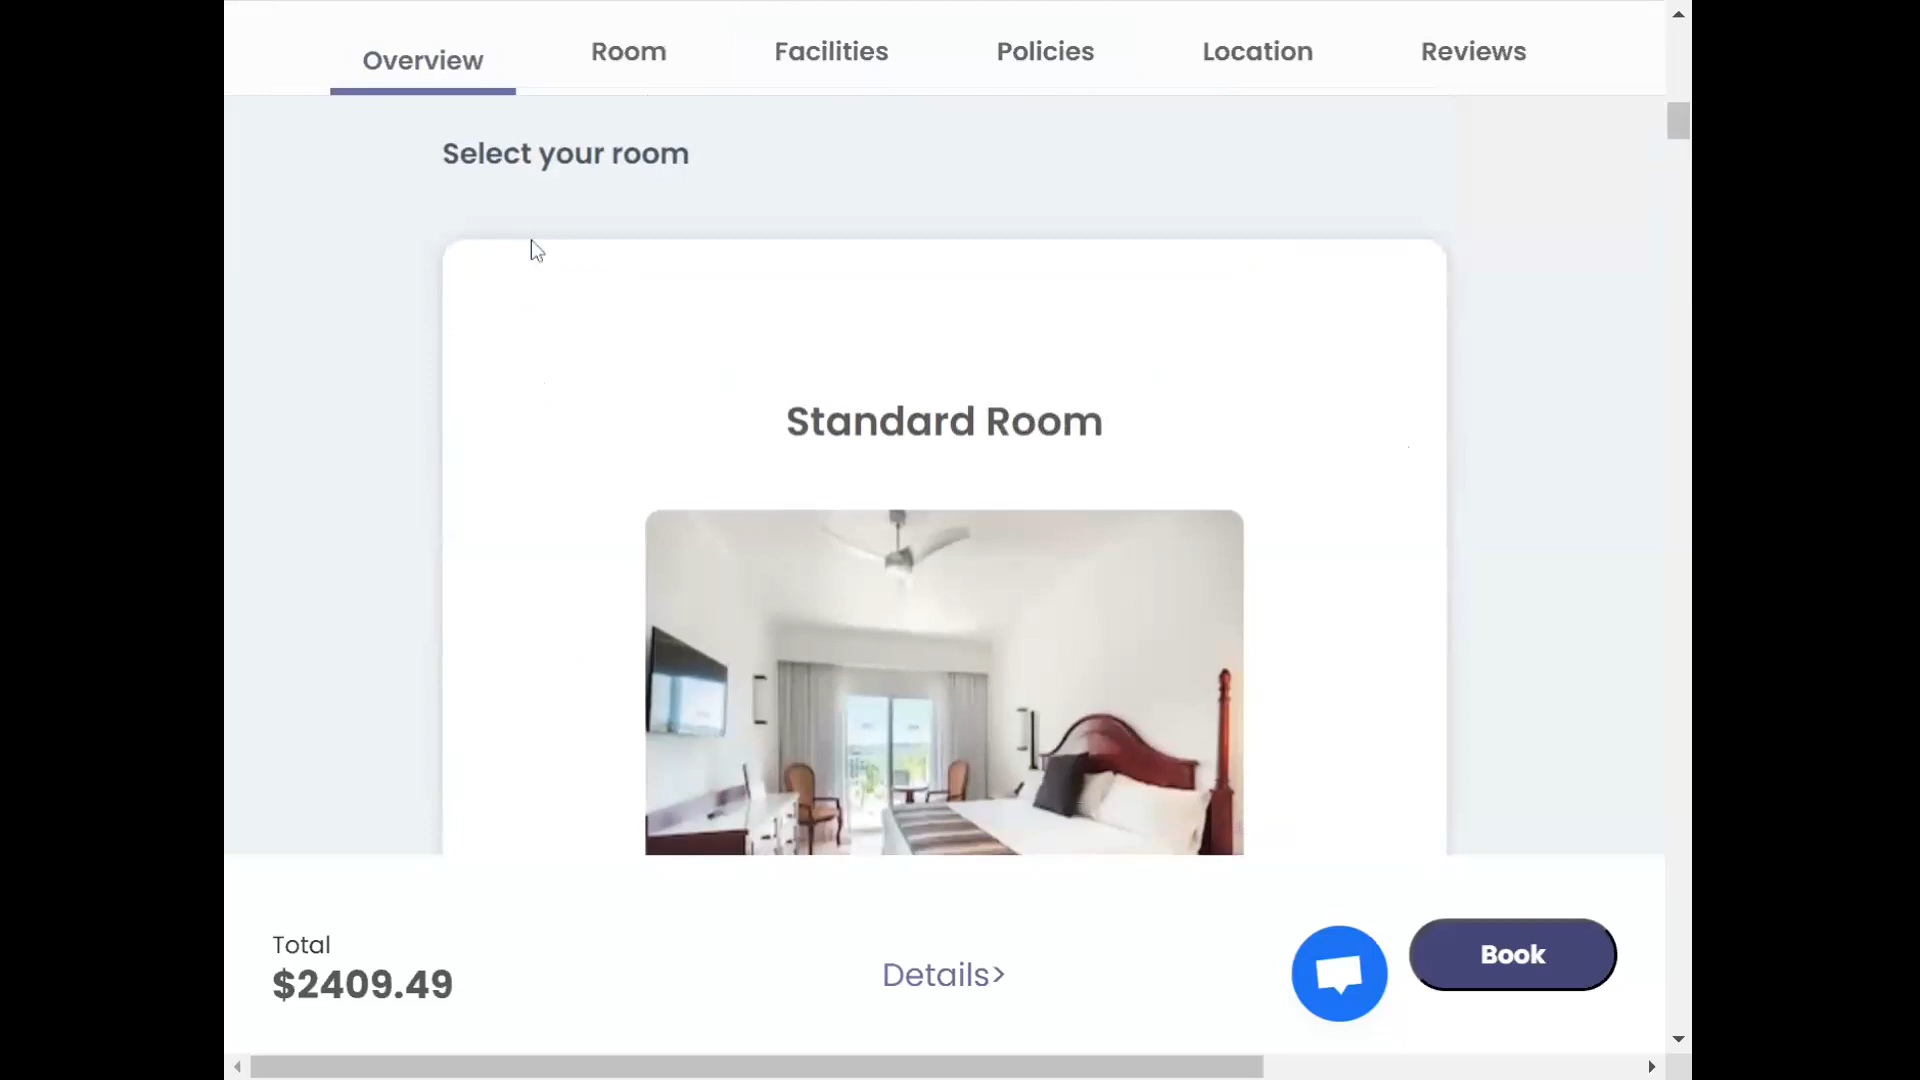 Overview
Room
Facilities
Policies
Location
Reviews
Select your room
Standard Room
Total
$2409.49
Details>
Book